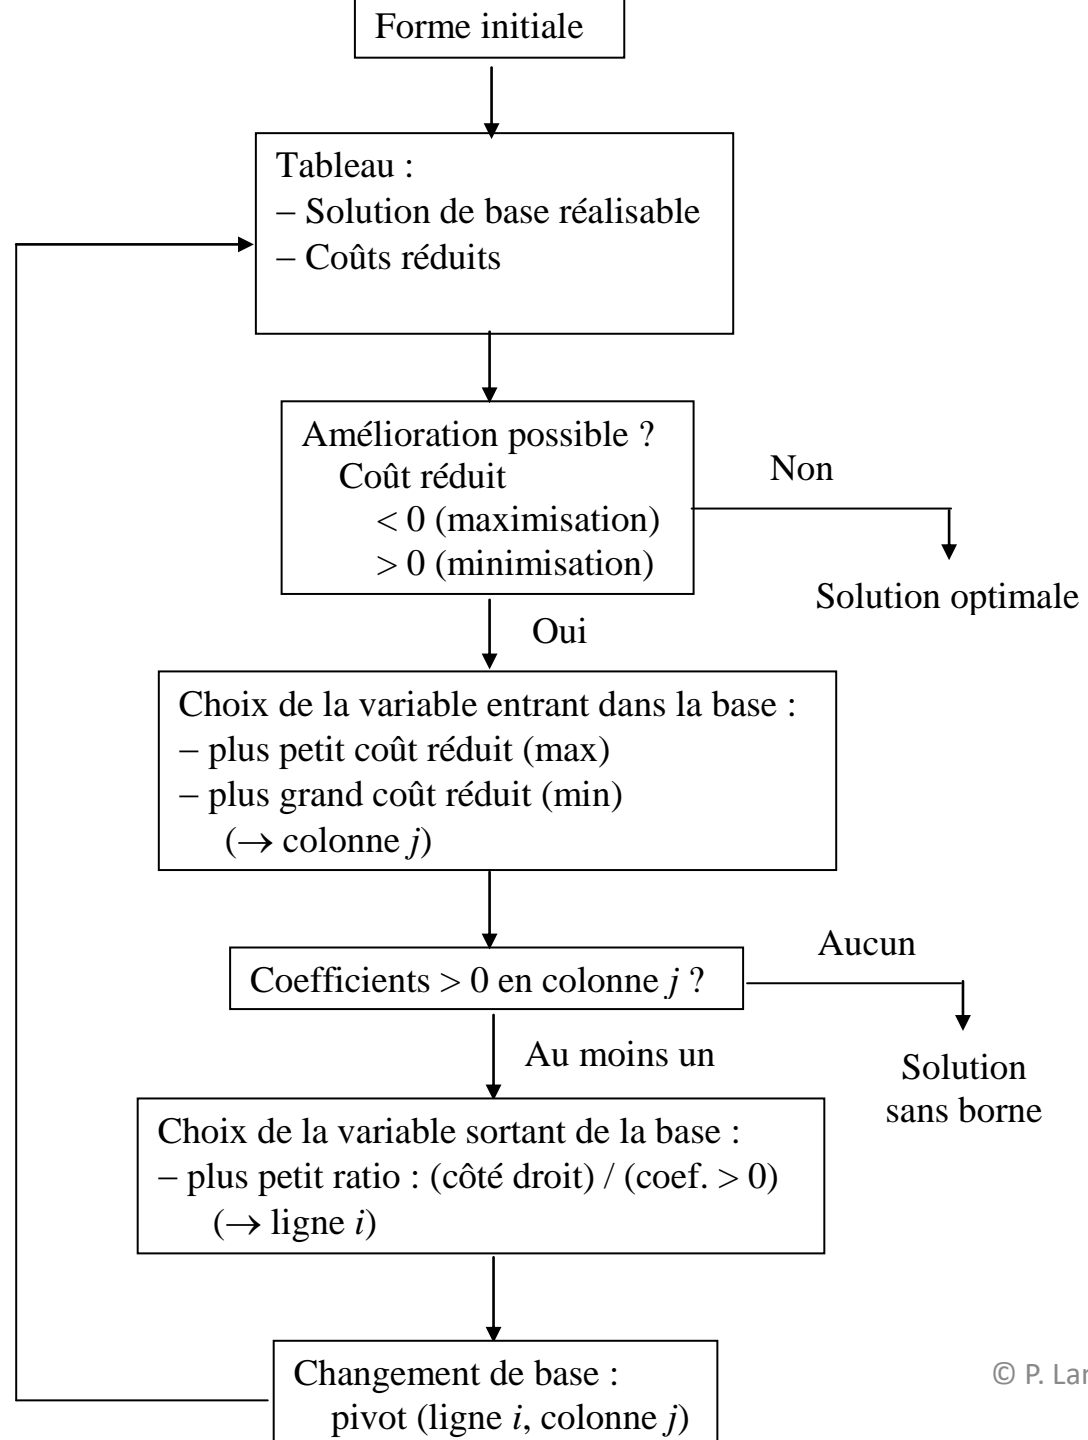 Forme initiale
Tableau :
– Solution de base réalisable
– Coûts réduits
Amélioration possible ?
Coût réduit
< 0 (maximisation)
> 0 (minimisation)
Non
Solution optimale
Oui
Choix de la variable entrant dans la base :
– plus petit coût réduit (max)
– plus grand coût réduit (min)
(→ colonne j)
Coefficients > 0 en colonne j ?
Aucun
Solution
sans borne
Au moins un
Choix de la variable sortant de la base :
– plus petit ratio : (côté droit) / (coef. > 0)
(→ ligne i)
Changement de base :
pivot (ligne i, colonne j)
© P. Lar